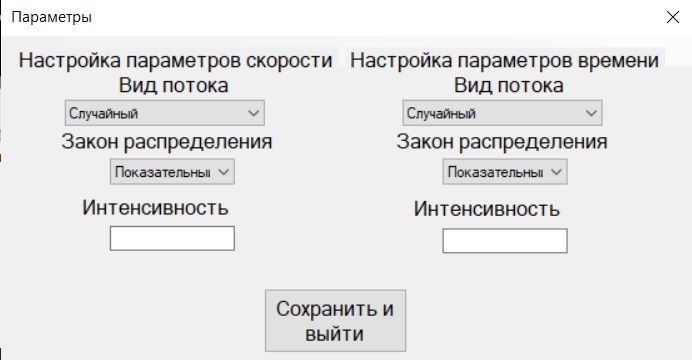 Параметры
Настройка параметров скорости
Вид потока
Случайный
Закон распределения
Показательны
Интенсивность
Настройка параметров времени
Вид потока
Случайный
Закон распределения
Показательны
Интенсивность
Сохранить и
выйти